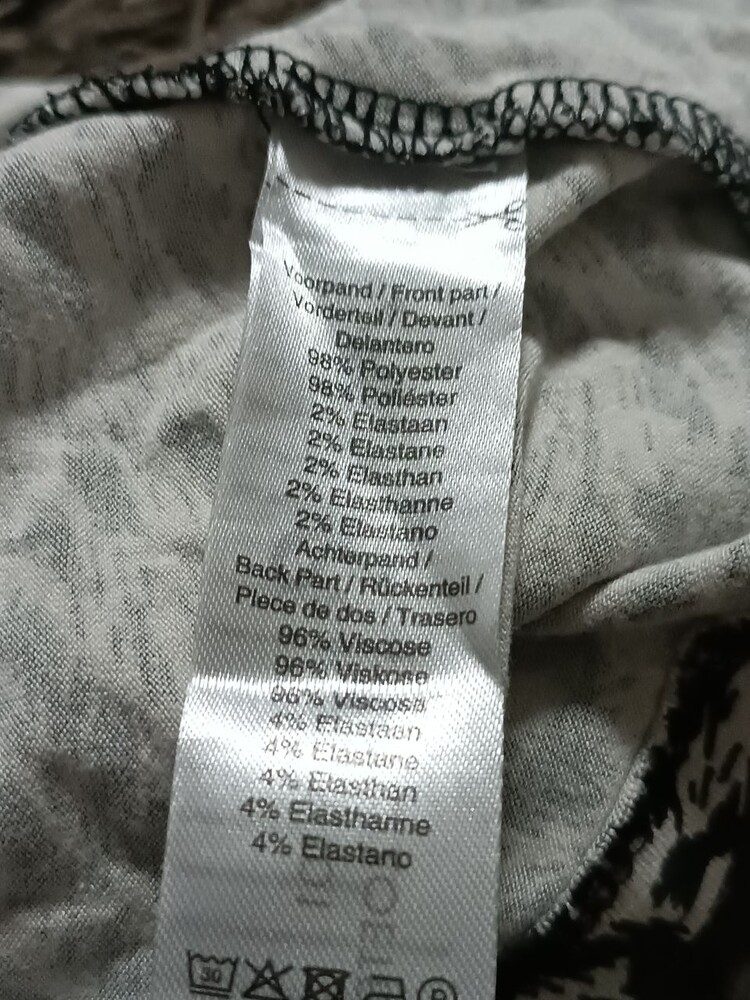 Voorpand / Front part /
Vorderteil / Devant /
Delantero
98% Polyester
98% Poliéster
2% Elastaan
2% Elastane
2% Elasthan
2% Elasthanne
2% Elastano
Achterpand /
Back Part / Rückenteil /
Piece de dos / Trasero
96% Viscose
96% Viskose
96% Viscosa
4% Elastaan
4% Elastane
4% Elasthan
4% Elasthanne
4% Elastano
30
P